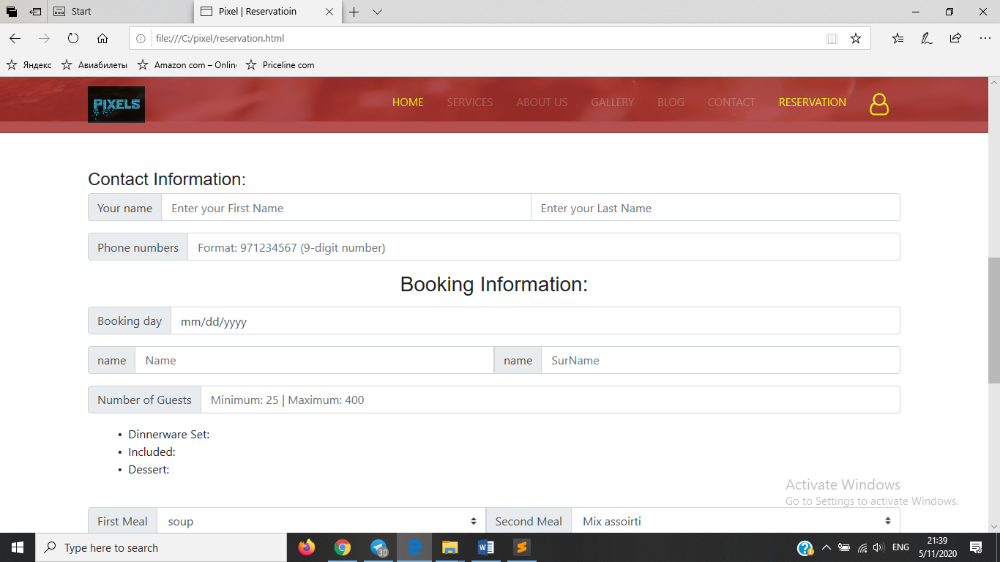 Start
Pixel | Reservatioin
file:///C:/pixel/reservation.html
Яндекс
Авиабилеты
Amazon com – Onlin
Priceline com
PIXELS
HOME
SERVICES
ABOUT US
GALLERY
BLOG
CONTACT
RESERVATION
Contact Information:
Your name
Enter your First Name
Enter your Last Name
Phone numbers
Format: 971234567 (9-digit number)
Booking Information:
Booking day
mm/dd/yyyy
name
Name
name
SurName
Number of Guests
Minimum: 25 | Maximum: 400
• Dinnerware Set:
• Included:
• Dessert:
Activate Windows
Go to Settings to activate Windows.
First Meal
soup
Second Meal
Mix assoirti
Type here to search
30
ENG
21:39
5/11/2020